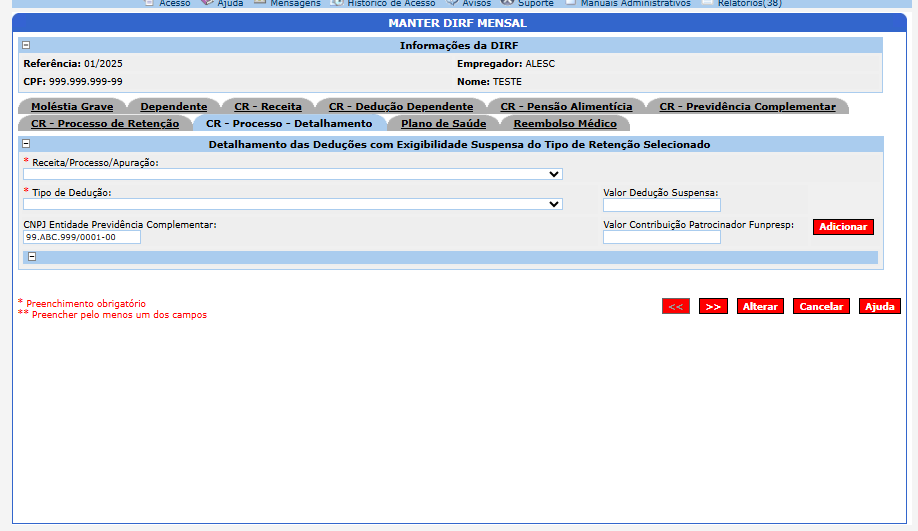 Acesso Ajuda Mensagens Histórico de Acesso Avisos Suporte Manuais Administrativos Relatórios(38)
MANTER DIRF MENSAL
Informações da DIRF
Referência: 01/2025 Empregador: ALESC
CPF: 999.999.999-99 Nome: TESTE
Moléstia Grave Dependente CR - Receita CR - Dedução Dependente CR - Pensão Alimentícia CR - Previdência Complementar
CR - Processo de Retenção CR - Processo - Detalhamento Plano de Saúde Reembolso Médico
Detalhamento das Deduções com Exigibilidade Suspensa do Tipo de Retenção Selecionado
* Receita/Processo/Apuração:
* Tipo de Dedução: Valor Dedução Suspensa:
CNPJ Entidade Previdência Complementar: Valor Contribuição Patrocinador Funpresp:
99.ABC.999/0001-00 Adicionar
* Preenchimento obrigatório
** Preencher pelo menos um dos campos
<< >> Alterar Cancelar Ajuda